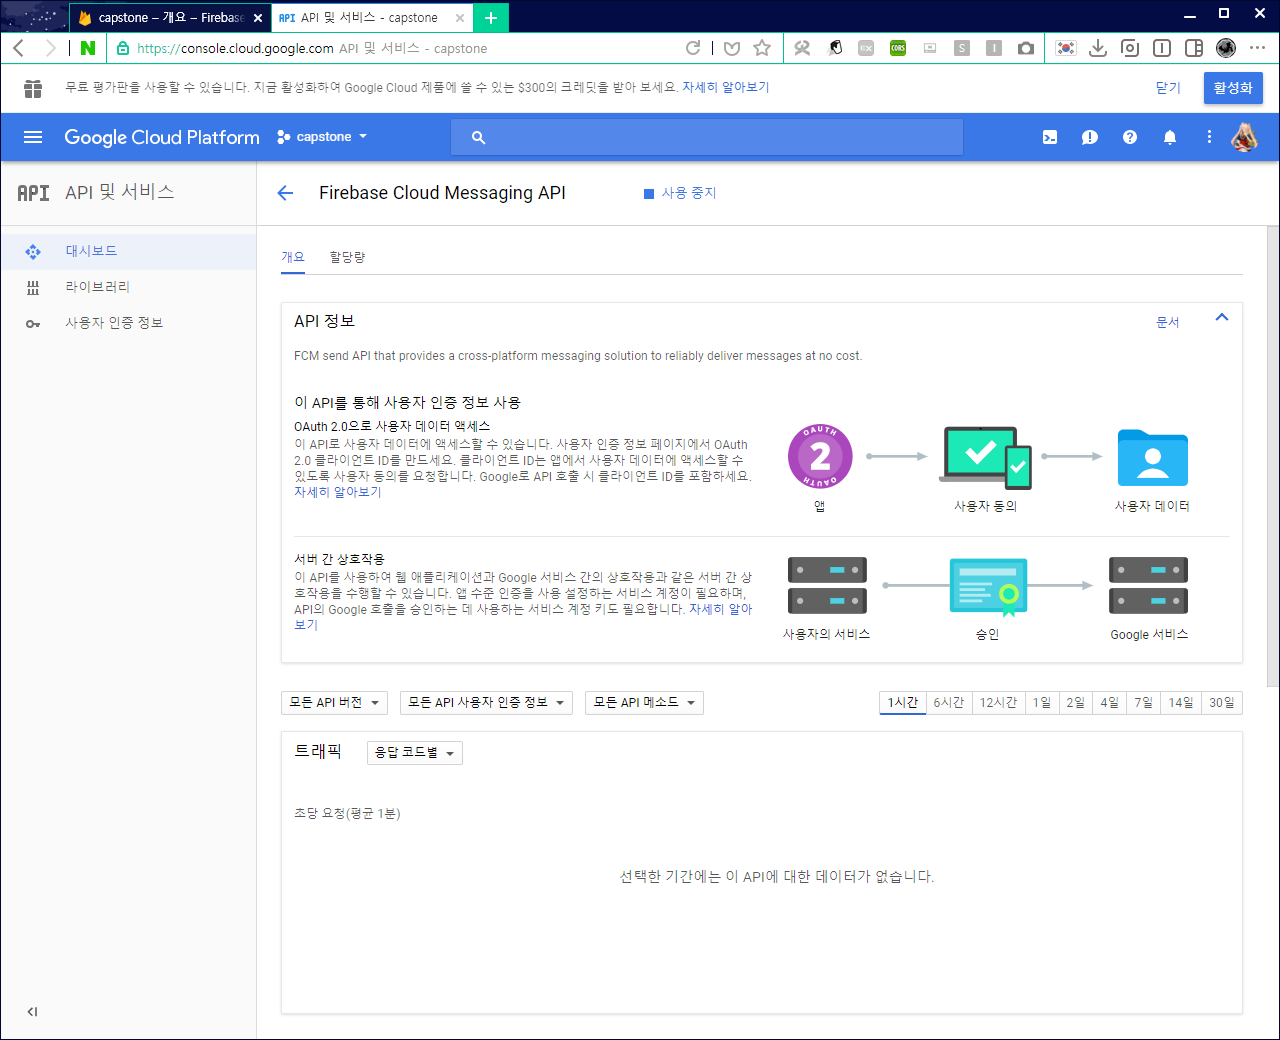 capstone – 개요 – Firebase
API API 및 서비스 - capstone
N https://console.cloud.google.com API 및 서비스 - capstone
CORS S I
무료 평가판을 사용할 수 있습니다. 지금 활성화하여 Google Cloud 제품에 쓸 수 있는 $300의 크레딧을 받아 보세요. 자세히 알아보기
닫기
활성화
Google Cloud Platform
capstone
API API 및 서비스
Firebase Cloud Messaging API
사용 중지
대시보드
라이브러리
사용자 인증 정보
개요
할당량
API 정보
문서
FCM send API that provides a cross-platform messaging solution to reliably deliver messages at no cost.
이 API를 통해 사용자 인증 정보 사용
OAuth 2.0으로 사용자 데이터 액세스
이 API로 사용자 데이터에 액세스할 수 있습니다. 사용자 인증 정보 페이지에서 OAuth
2.0 클라이언트 ID를 만드세요. 클라이언트 ID는 앱에서 사용자 데이터에 액세스할 수
있도록 사용자 동의를 요청합니다. Google로 API 호출 시 클라이언트 ID를 포함하세요.
자세히 알아보기
OAUTH
2
OAUTH
앱
사용자 동의
사용자 데이터
서버 간 상호작용
이 API를 사용하여 웹 애플리케이션과 Google 서비스 간의 상호작용과 같은 서버 간 상
호작용을 수행할 수 있습니다. 앱 수준 인증을 사용 설정하는 서비스 계정이 필요하며,
API의 Google 호출을 승인하는 데 사용하는 서비스 계정 키도 필요합니다. 자세히 알아
보기
사용자의 서비스
승인
Google 서비스
모든 API 버전
모든 API 사용자 인증 정보
모든 API 메소드
1시간 6시간 12시간 1일 2일 4일 7일 14일 30일
트래픽
응답 코드별
초당 요청(평균 1분)
선택한 기간에는 이 API에 대한 데이터가 없습니다.